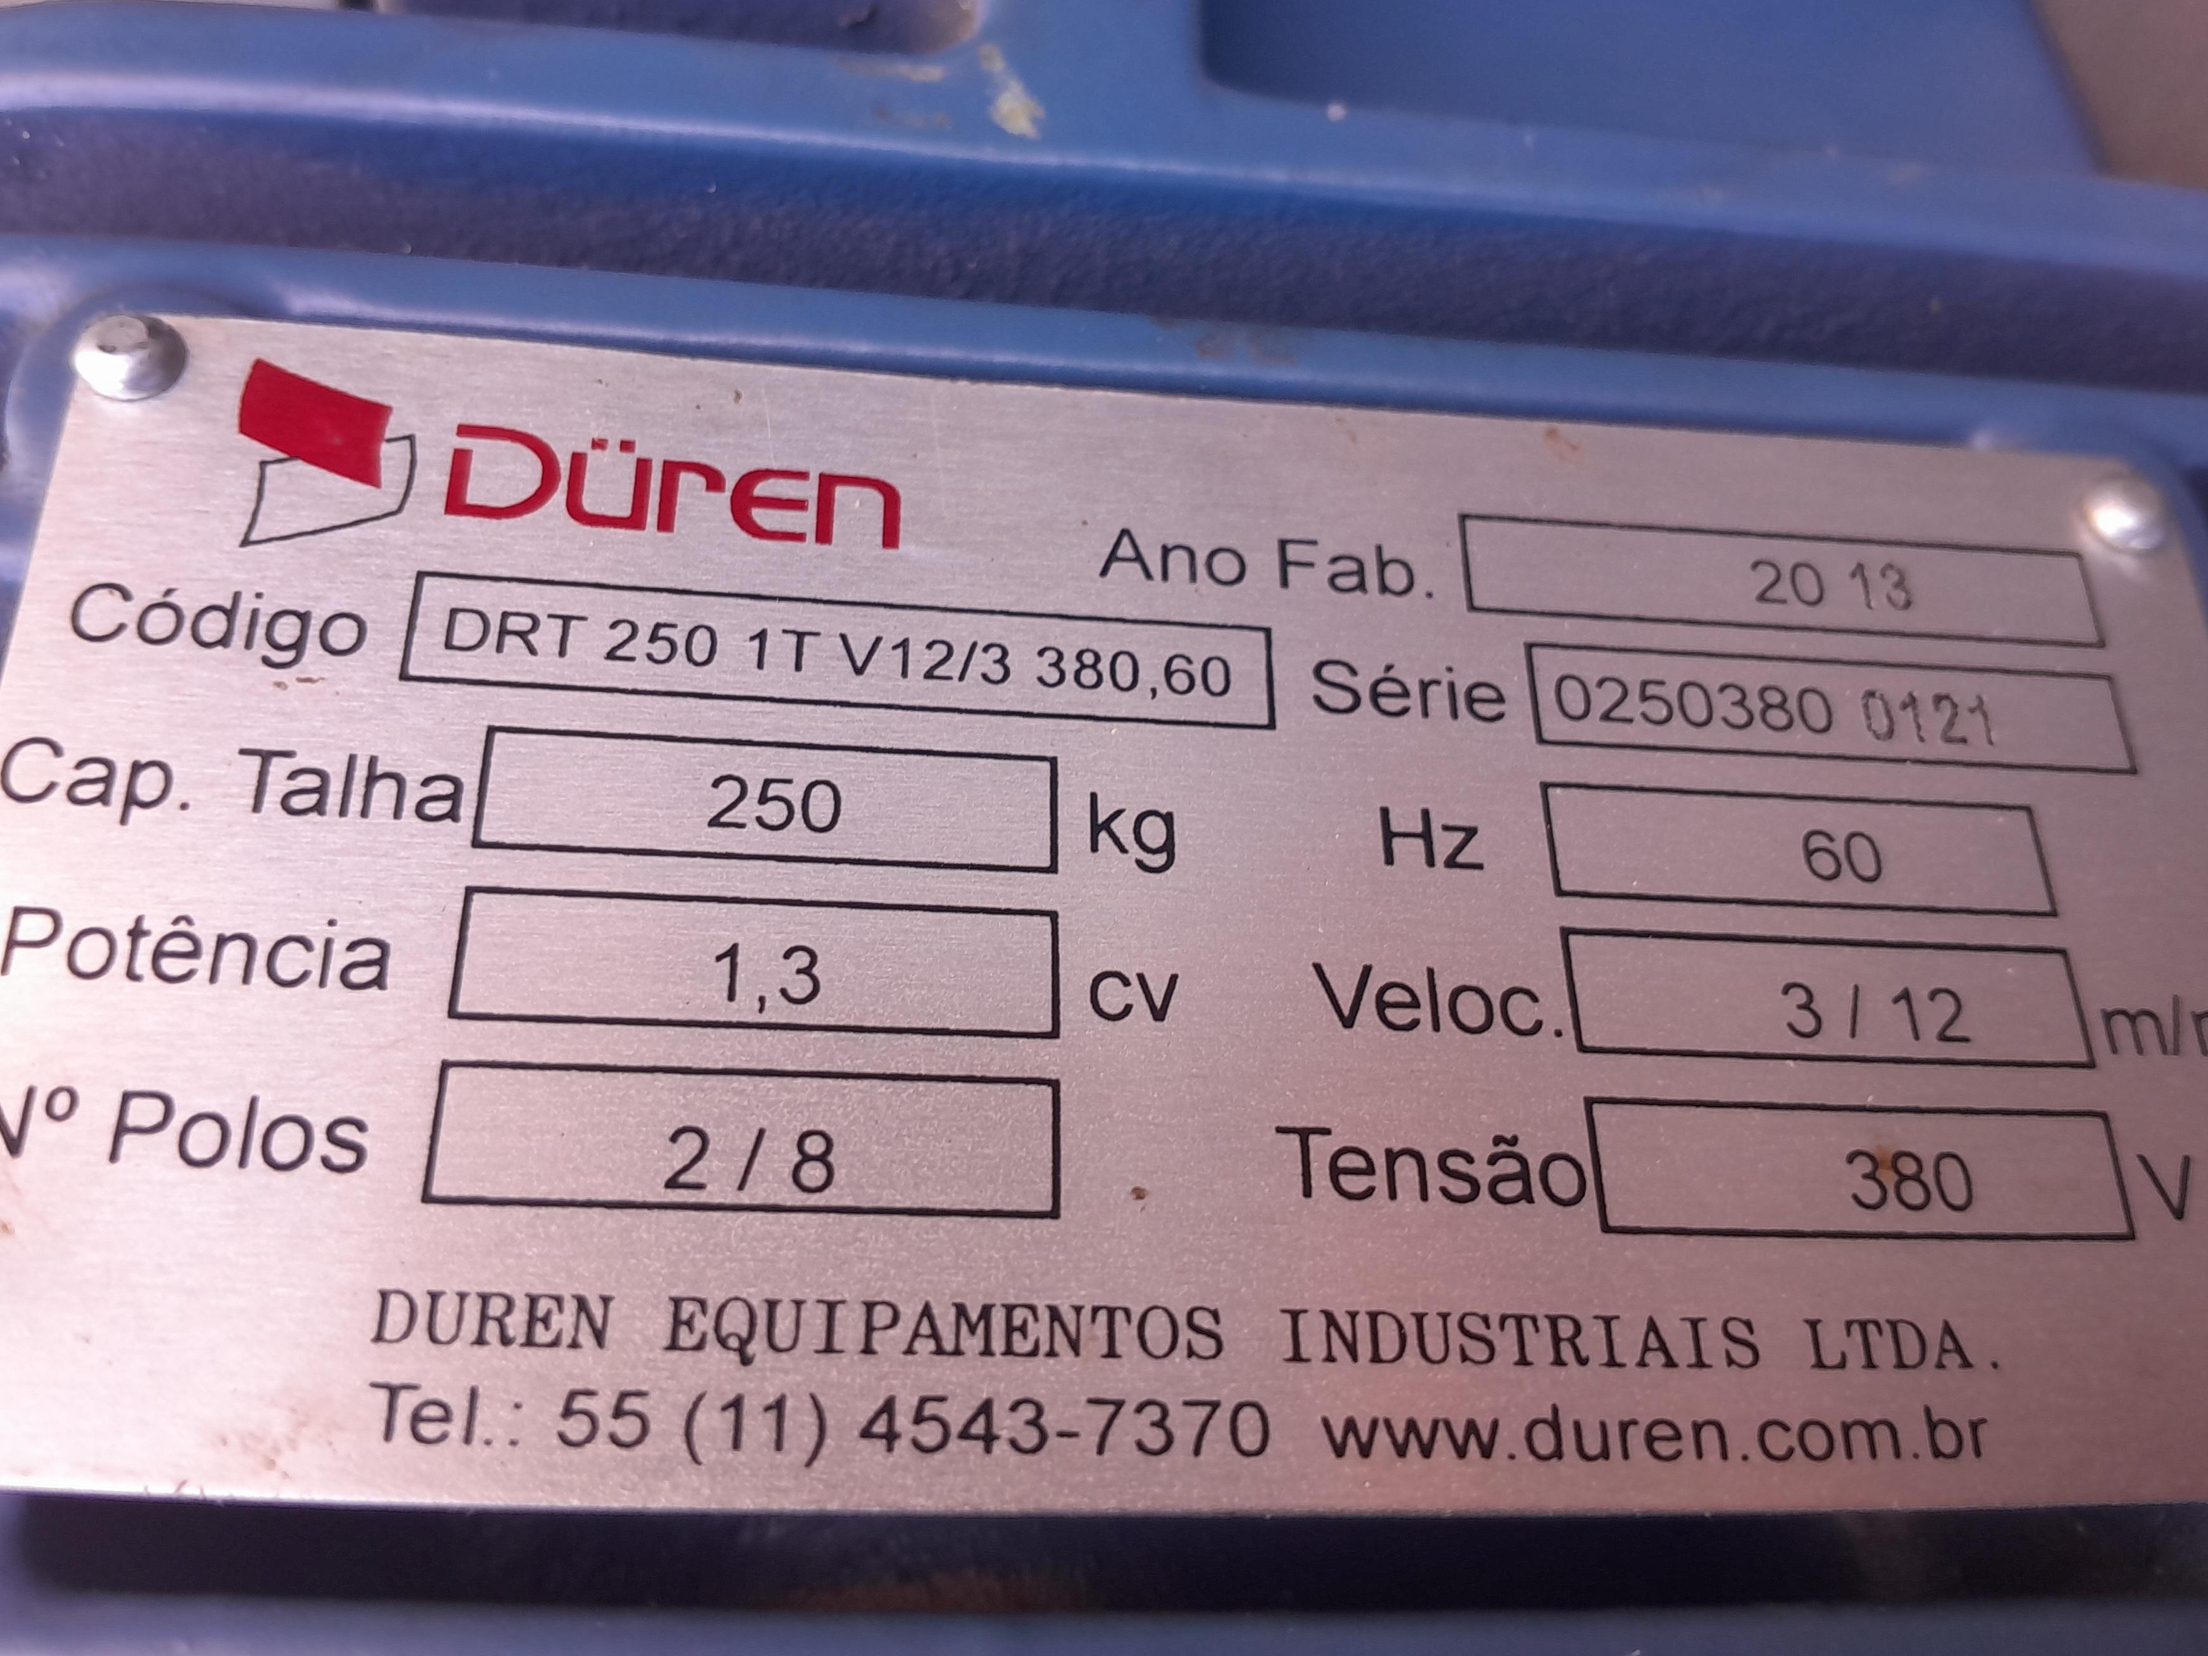 Düren
Ano Fab. 20 13
Código DRT 250 1T V12/3 380,60 Série 0250380 0121
Cap. Talha 250 kg Hz 60
Potência 1,3 cv Veloc. 3 / 12
Nº Polos 2 / 8 Tensão 380 V
DUREN EQUIPAMENTOS INDUSTRIAIS LTDA.
Tel.: 55 (11) 4543-7370 www.duren.com.br